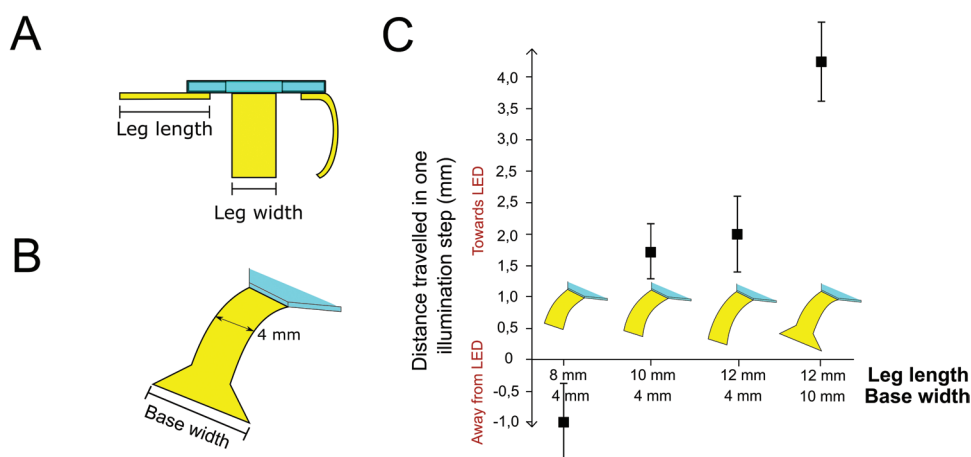 A
Leg length
Leg width
B
4 mm
Base width
C
Distance travelled in one
illumination step (mm)
Towards LED
Away from LED
4,0
3,5
3,0
2,5
2,0
1,5
1,0
0,5
0
-0,5
-1,0
8 mm 10 mm 12 mm 12 mm Leg length
4 mm 4 mm 4 mm 10 mm Base width